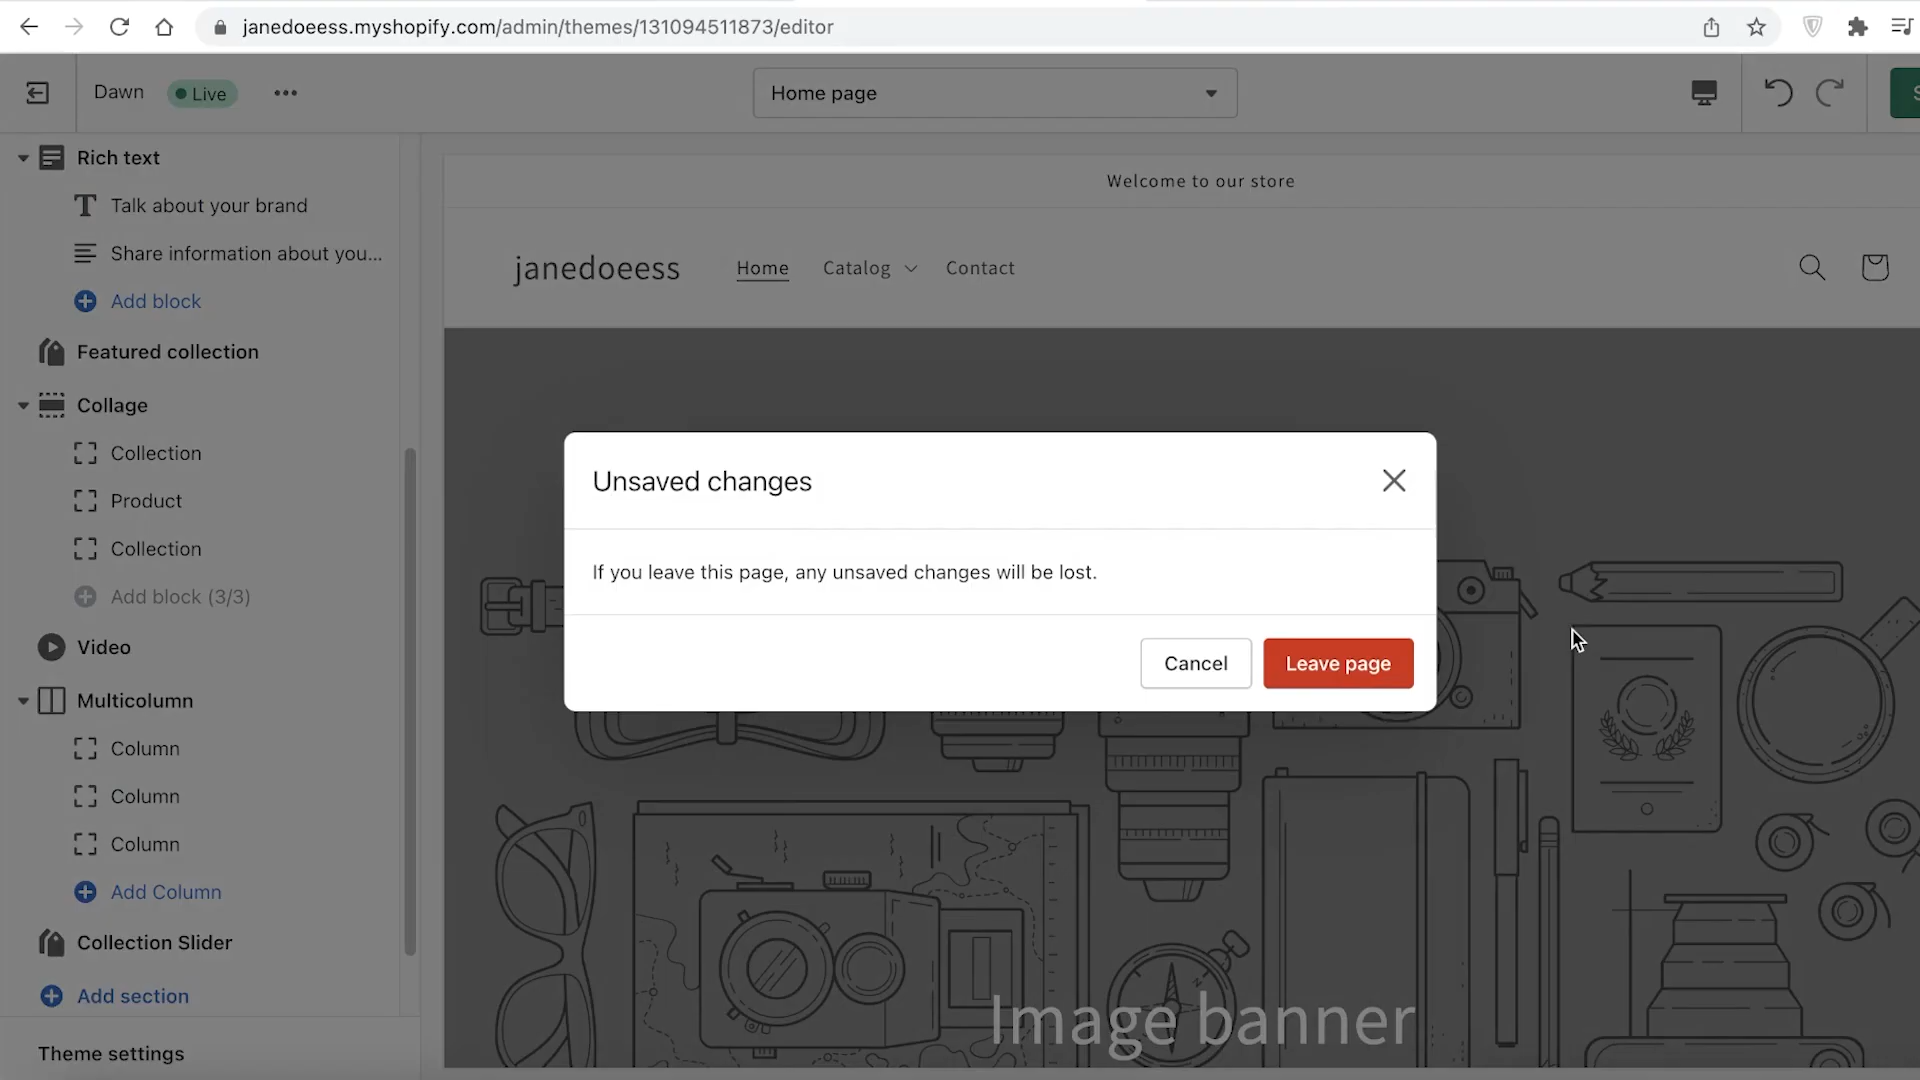 janedoeess.myshopify.com/admin/themes/131094511873/editor
Dawn
Live
Home page
Rich text
Talk about your brand
Share information about you...
Add block
Featured collection
Collage
Collection
Product
Collection
Add block (3/3)
Video
Multicolumn
Column
Column
Column
Add Column
Collection Slider
Add section
Theme settings
Welcome to our store
janedoeess
Home
Catalog
Contact
Unsaved changes
If you leave this page, any unsaved changes will be lost.
Cancel
Leave page
Image banner